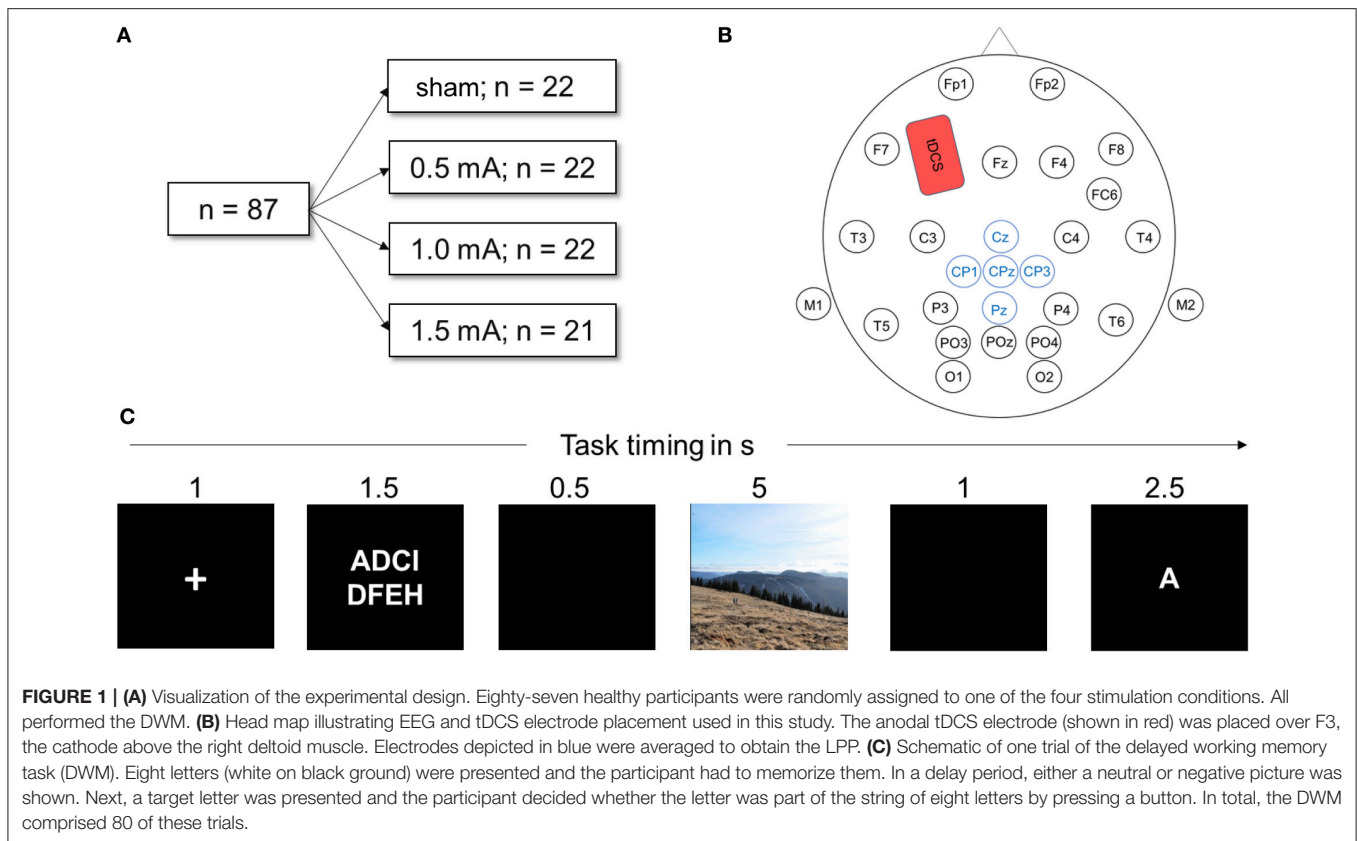 A
n = 87
sham; n = 22
0.5 mA; n = 22
1.0 mA; n = 22
1.5 mA; n = 21
B
Fp1 Fp2
F7 tDCS Fz F4 F8
FC6
T3 C3 Cz C4 T4
CP1 CPz CP3
M1 T5 P3 Pz P4 T6 M2
PO3 POz PO4
O1 O2
C
Task timing in s
1 1.5 0.5 5 1 2.5
+
ADCI
DFEH
A
FIGURE 1 | (A) Visualization of the experimental design. Eighty-seven healthy participants were randomly assigned to one of the four stimulation conditions. All
performed the DWM. (B) Head map illustrating EEG and tDCS electrode placement used in this study. The anodal tDCS electrode (shown in red) was placed over F3,
the cathode above the right deltoid muscle. Electrodes depicted in blue were averaged to obtain the LPP. (C) Schematic of one trial of the delayed working memory
task (DWM). Eight letters (white on black ground) were presented and the participant had to memorize them. In a delay period, either a neutral or negative picture was
shown. Next, a target letter was presented and the participant decided whether the letter was part of the string of eight letters by pressing a button. In total, the DWM
comprised 80 of these trials.